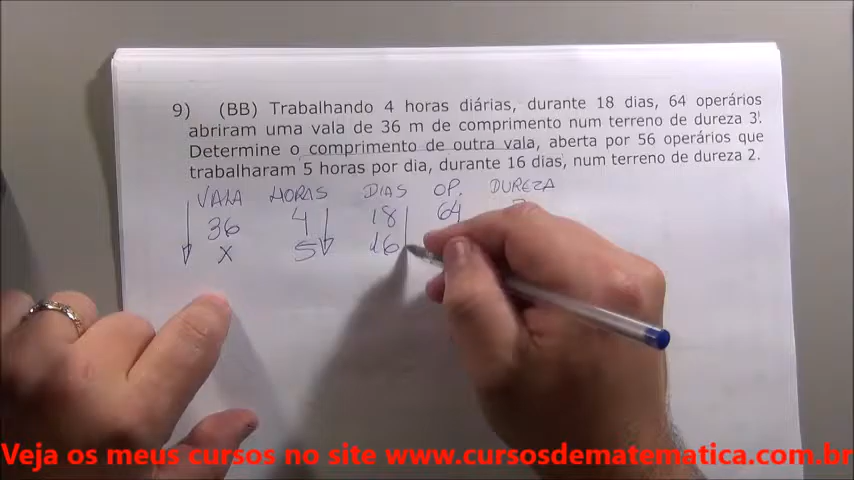 9) (BB) Trabalhando 4 horas diárias, durante 18 dias, 64 operários
abriram uma vala de 36 m de comprimento num terreno de dureza 3.
Determine o comprimento de outra vala, aberta por 56 operários que
trabalharam 5 horas por dia, durante 16 dias, num terreno de dureza 2.
VALA HORAS DIAS OP. DUREZA
36 4 18 64
X 5 16
Veja os meus cursos no site www.cursosdematematica.com.br